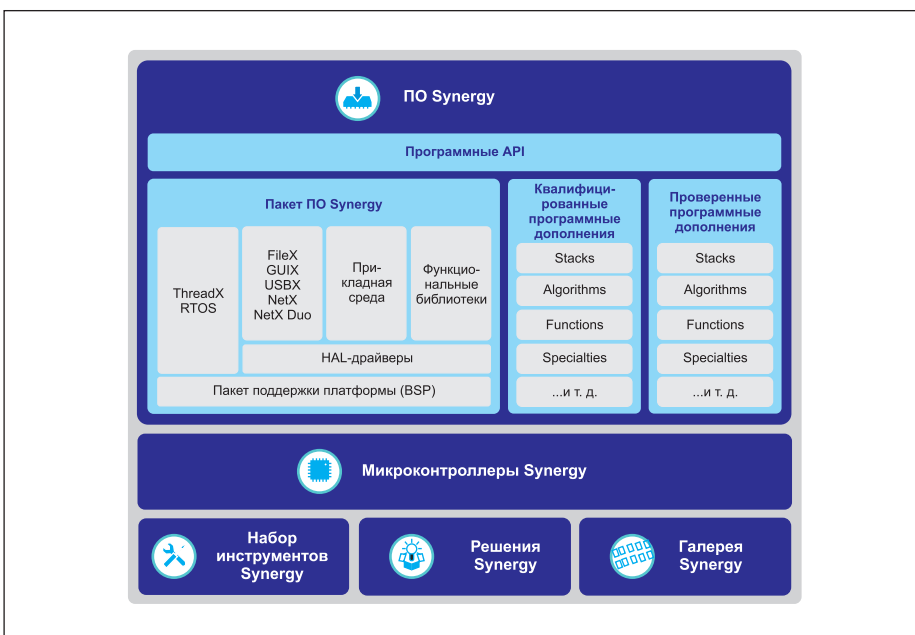 ПО Synergy
Программные API
Пакет ПО Synergy
ThreadX
RTOS
FileX
GUIX
USBX
NetX
NetX Duo
При-
кладная
среда
Функцио-
нальные
библиотеки
HAL-драйверы
Пакет поддержки платформы (BSP)
Квалифици-
рованные
программные
дополнения
Stacks
Algorithms
Functions
Specialties
...и т. д.
Проверенные
программные
дополнения
Stacks
Algorithms
Functions
Specialties
...и т. д.
Микроконтроллеры Synergy
Набор
инструментов
Synergy
Решения
Synergy
Галерея
Synergy